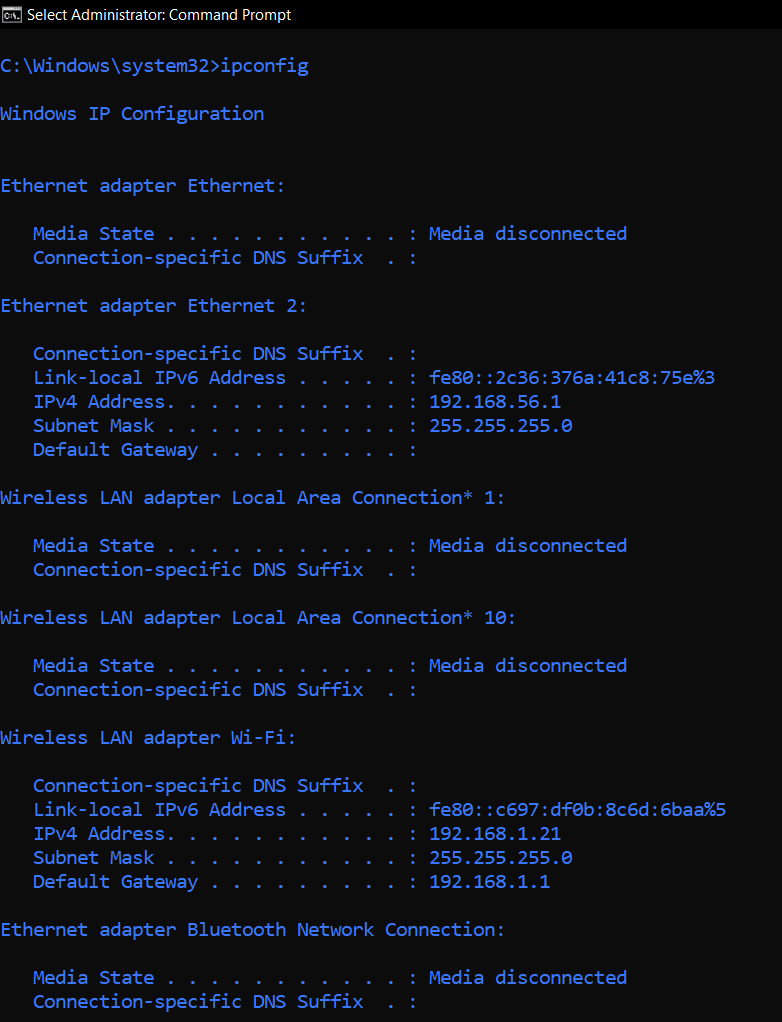 Select Administrator: Command Prompt
C:\Windows\system32>ipconfig
Windows IP Configuration
Ethernet adapter Ethernet:
Media State . . . . . . . . . . . : Media disconnected
Connection-specific DNS Suffix  . :
Ethernet adapter Ethernet 2:
Connection-specific DNS Suffix  . :
Link-local IPv6 Address . . . . . : fe80::2c36:376a:41c8:75e%3
IPv4 Address. . . . . . . . . . . : 192.168.56.1
Subnet Mask . . . . . . . . . . . : 255.255.255.0
Default Gateway . . . . . . . . . :
Wireless LAN adapter Local Area Connection* 1:
Media State . . . . . . . . . . . : Media disconnected
Connection-specific DNS Suffix  . :
Wireless LAN adapter Local Area Connection* 10:
Media State . . . . . . . . . . . : Media disconnected
Connection-specific DNS Suffix  . :
Wireless LAN adapter Wi-Fi:
Connection-specific DNS Suffix  . :
Link-local IPv6 Address . . . . . : fe80::c697:df0b:8c6d:6baa%5
IPv4 Address. . . . . . . . . . . : 192.168.1.21
Subnet Mask . . . . . . . . . . . : 255.255.255.0
Default Gateway . . . . . . . . . : 192.168.1.1
Ethernet adapter Bluetooth Network Connection:
Media State . . . . . . . . . . . : Media disconnected
Connection-specific DNS Suffix  . :